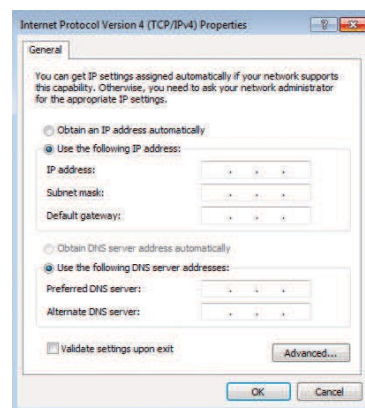 Internet Protocol Version 4 (TCP/IPv4) Properties
General
You can get IP settings assigned automatically if your network supports
this capability. Otherwise, you need to ask your network administrator
for the appropriate IP settings.
Obtain an IP address automatically
Use the following IP address:
IP address:
Subnet mask:
Default gateway:
Obtain DNS server address automatically
Use the following DNS server addresses:
Preferred DNS server:
Alternate DNS server:
Validate settings upon exit
Advanced...
OK Cancel